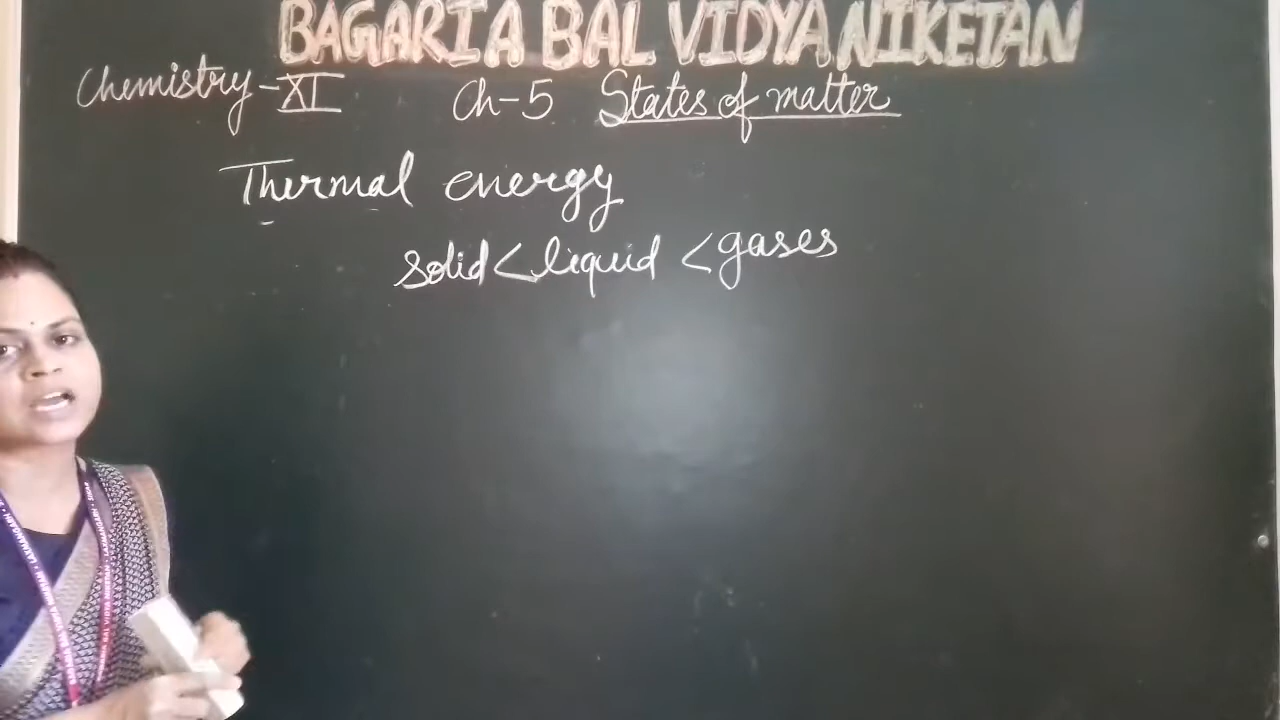 BAGARIA BAL VIDYA NIKETAN
Chemistry-XI Ch-5 States of matter
Thermal energy
solid < liquid < gases